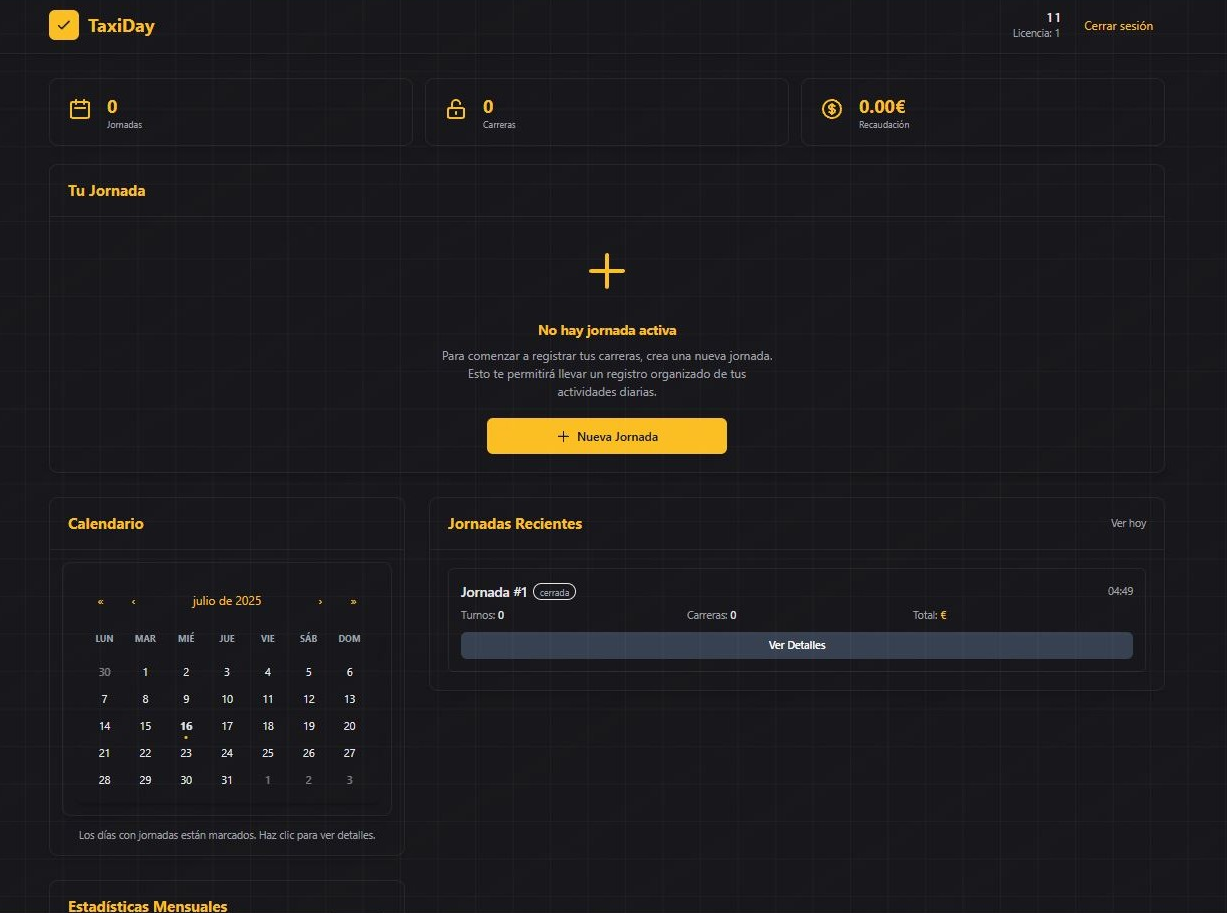 TaxiDay
1 1
Licencia: 1
Cerrar sesión
0
Jornadas
0
Carreras
0.00€
Recaudación
Tu Jornada
No hay jornada activa
Para comenzar a registrar tus carreras, crea una nueva jornada.
Esto te permitirá llevar un registro organizado de tus
actividades diarias.
Nueva Jornada
Calendario
« ‹ julio de 2025 › »
LUN MAR MIÉ JUE VIE SÁB DOM
30 1 2 3 4 5 6
7 8 9 10 11 12 13
14 15 16 17 18 19 20
21 22 23 24 25 26 27
28 29 30 31 1 2 3
Los días con jornadas están marcados. Haz clic para ver detalles.
Jornadas Recientes
Ver hoy
Jornada #1 cerrada 04:49
Turnos: 0 Carreras: 0 Total: €
Ver Detalles
Estadísticas Mensuales